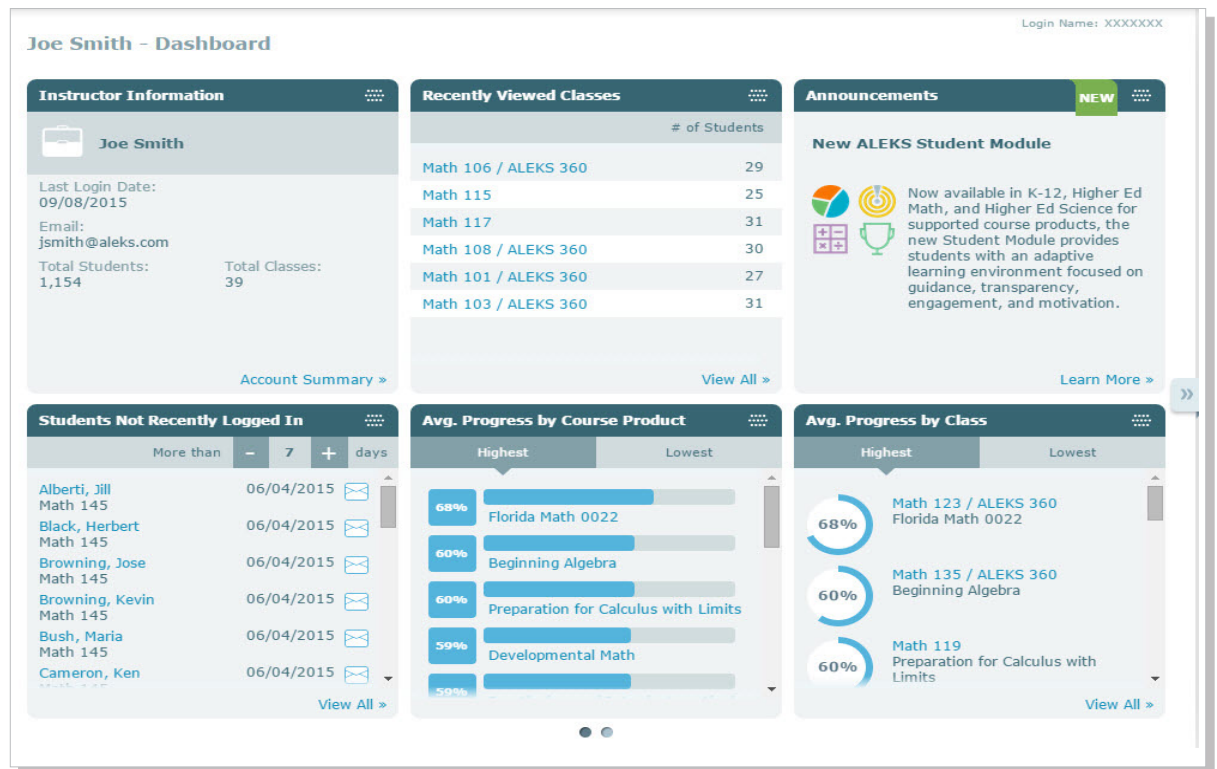 Login Name: XXXXXXX
Joe Smith - Dashboard
Instructor Information
Joe Smith
Last Login Date:
09/08/2015
Email:
jsmith@aleks.com
Total Students: Total Classes:
1,154 39
Account Summary »
Recently Viewed Classes
# of Students
Math 106 / ALEKS 360 29
Math 115 25
Math 117 31
Math 108 / ALEKS 360 30
Math 101 / ALEKS 360 27
Math 103 / ALEKS 360 31
View All »
Announcements NEW
New ALEKS Student Module
Now available in K-12, Higher Ed
Math, and Higher Ed Science for
supported course products, the
new Student Module provides
students with an adaptive
learning environment focused on
guidance, transparency,
engagement, and motivation.
Learn More »
»
Students Not Recently Logged In
More than – 7 + days
Alberti, Jill 06/04/2015
Math 145
Black, Herbert 06/04/2015
Math 145
Browning, Jose 06/04/2015
Math 145
Browning, Kevin 06/04/2015
Math 145
Bush, Maria 06/04/2015
Math 145
Cameron, Ken 06/04/2015
View All »
Avg. Progress by Course Product
Highest Lowest
68%
Florida Math 0022
60%
Beginning Algebra
60%
Preparation for Calculus with Limits
59%
Developmental Math
59%
Avg. Progress by Class
Highest Lowest
68% Math 123 / ALEKS 360
Florida Math 0022
60% Math 135 / ALEKS 360
Beginning Algebra
60% Math 119
Preparation for Calculus with
Limits
View All »